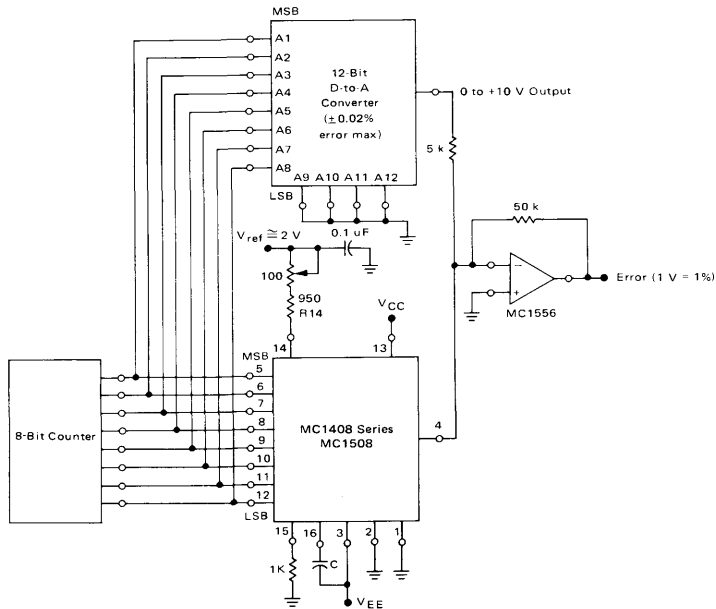 MSB
A1
A2
A3
A4
A5
A6
A7
A8
12-Bit
D-to-A
Converter
(±0.02%
error max)
A9 A10 A11 A12
LSB
0 to +10 V Output
5 k
50 k
Vref ≅ 2 V
0.1 uF
100
950
R14
VCC
−
+
MC1556
Error (1 V = 1%)
14
13
MSB
5
6
7
8
9
10
11
12
LSB
8-Bit Counter
MC1408 Series
MC1508
4
15
16
3
2
1
1K
C
VEE